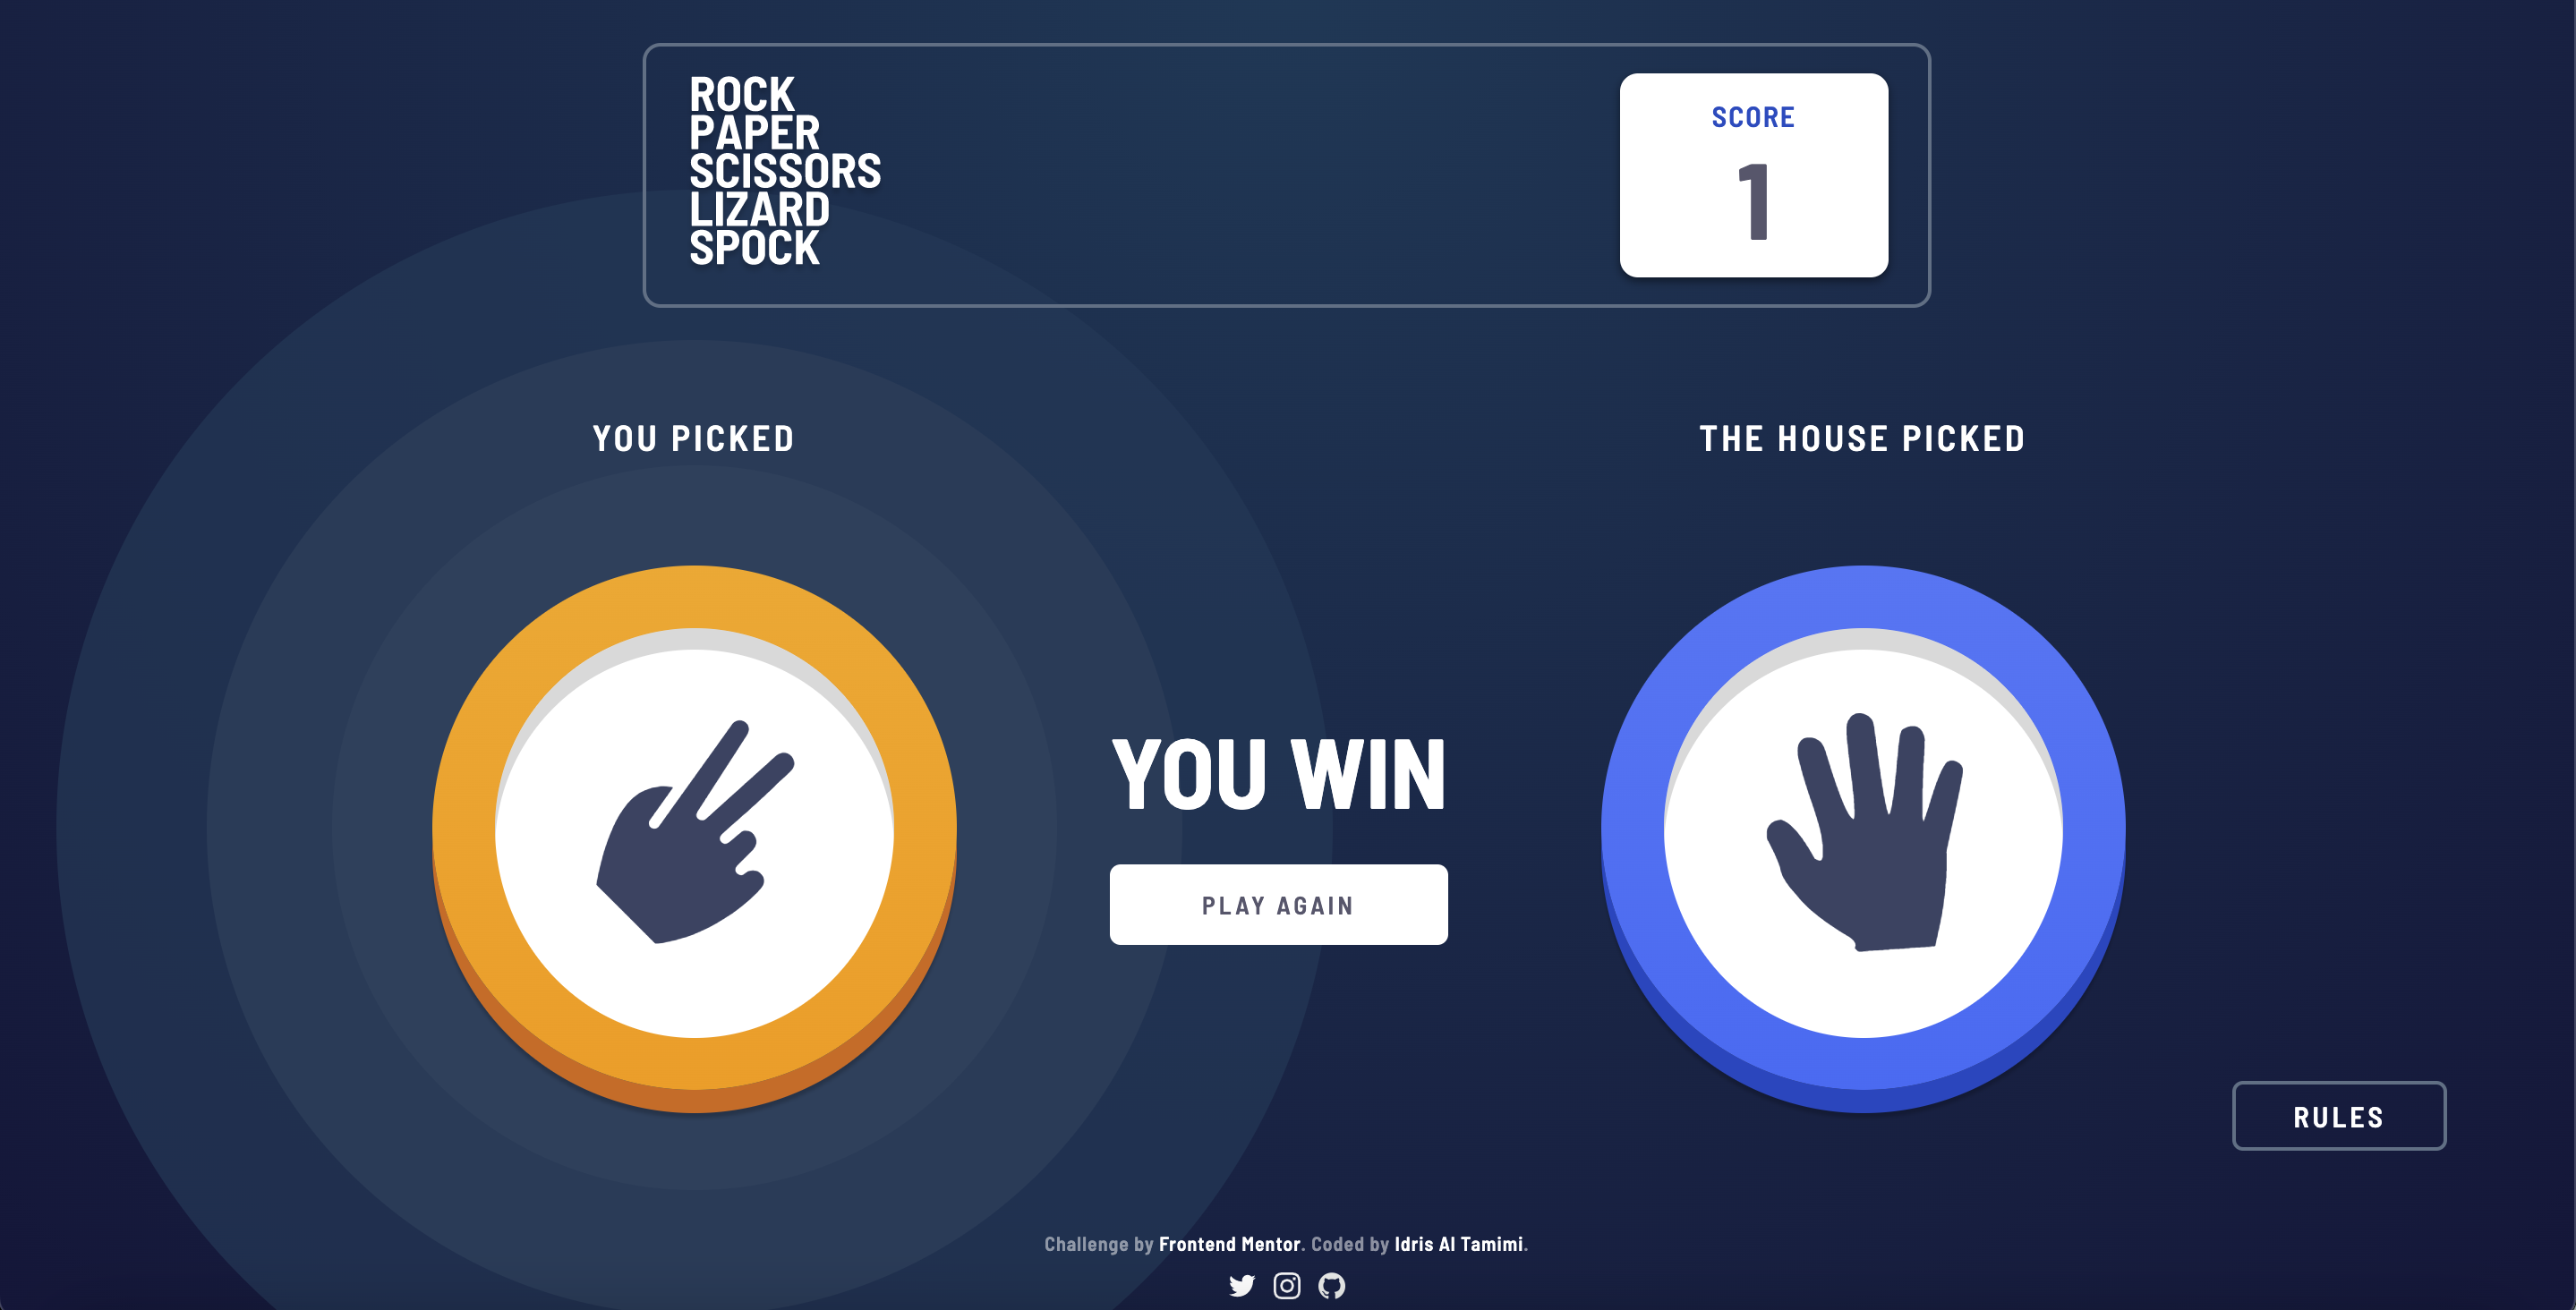 ROCK
PAPER
SCISSORS
LIZARD
SPOCK
SCORE
1
YOU PICKED
THE HOUSE PICKED
YOU WIN
PLAY AGAIN
RULES
Challenge by Frontend Mentor. Coded by Idris Al Tamimi.